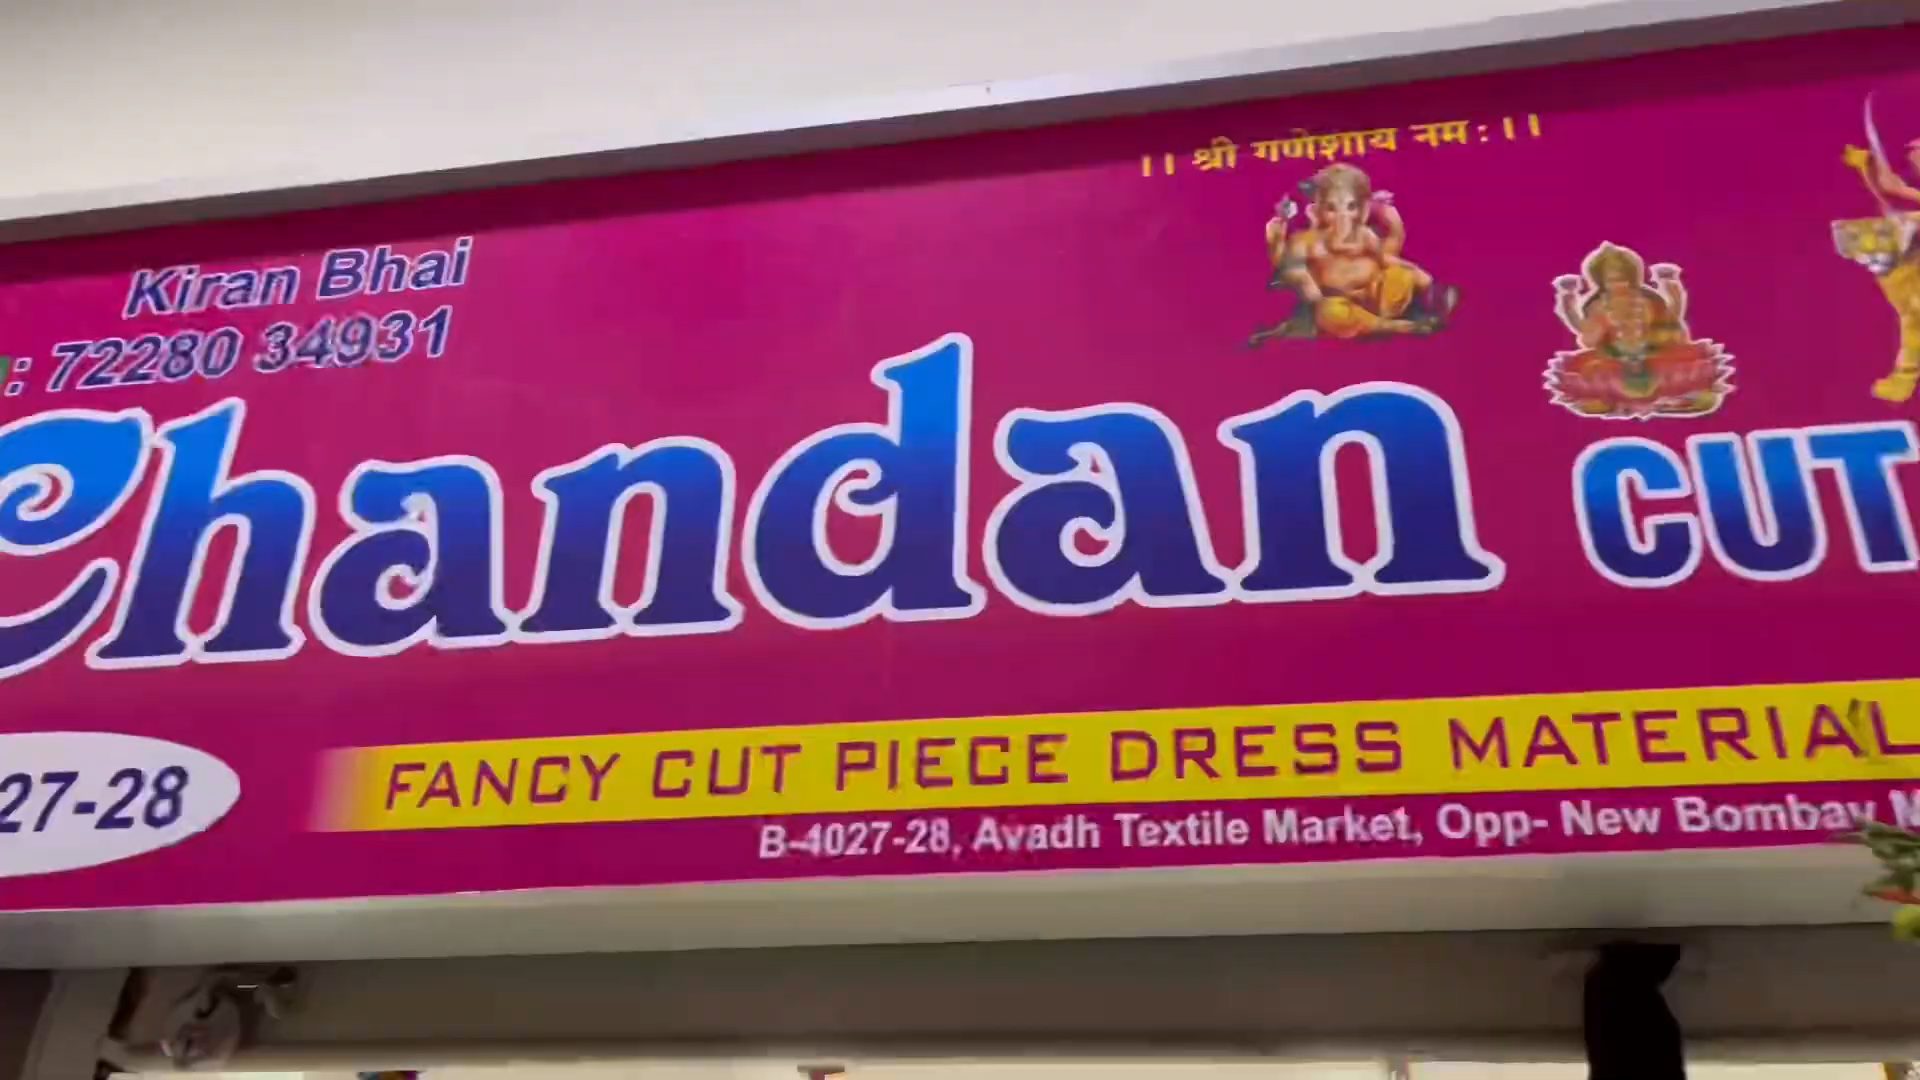 ।। श्री गणेशाय नमः ।।
Kiran Bhai
: 72280 34931
Chandan CUT
27-28
FANCY CUT PIECE DRESS MATERIAL
B-4027-28, Avadh Textile Market, Opp- New Bombay